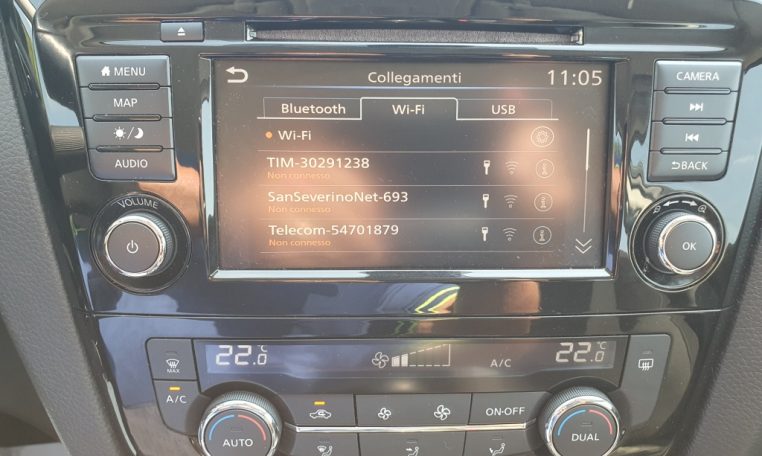 MENU
MAP
AUDIO
VOLUME
Collegamenti
11:05
Bluetooth
Wi-Fi
USB
Wi-Fi
TIM-30291238
Non connesso
SanSeverinoNet-693
Non connesso
Telecom-54701879
Non connesso
CAMERA
BACK
OK
MAX
22.0
°C
A/C
22.0
°C
A/C
AUTO
ON-OFF
DUAL